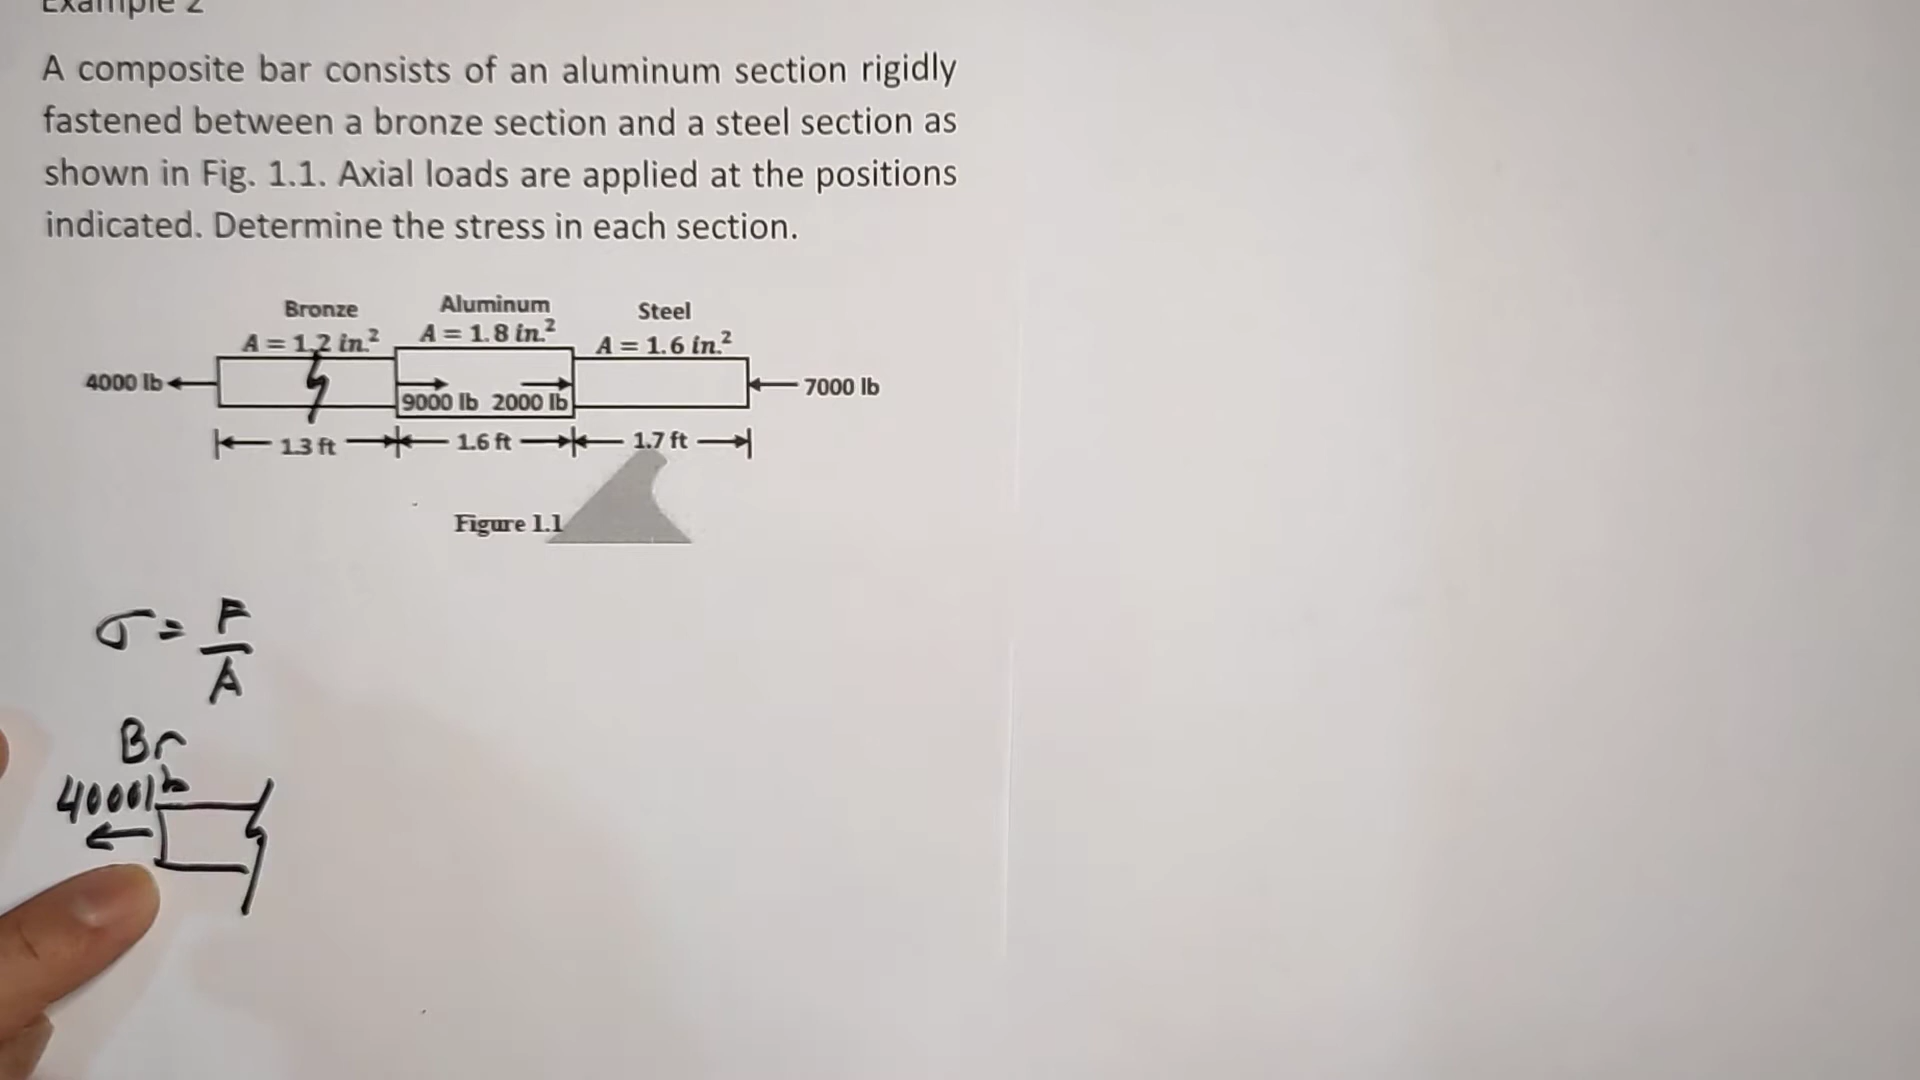 Example 2
A composite bar consists of an aluminum section rigidly
fastened between a bronze section and a steel section as
shown in Fig. 1.1. Axial loads are applied at the positions
indicated. Determine the stress in each section.
Bronze Aluminum Steel
A = 1.2 in.² A = 1.8 in.² A = 1.6 in.²
4000 lb 9000 lb 2000 lb 7000 lb
1.3 ft 1.6 ft 1.7 ft
Figure 1.1
σ = F/A
Br
4000lb